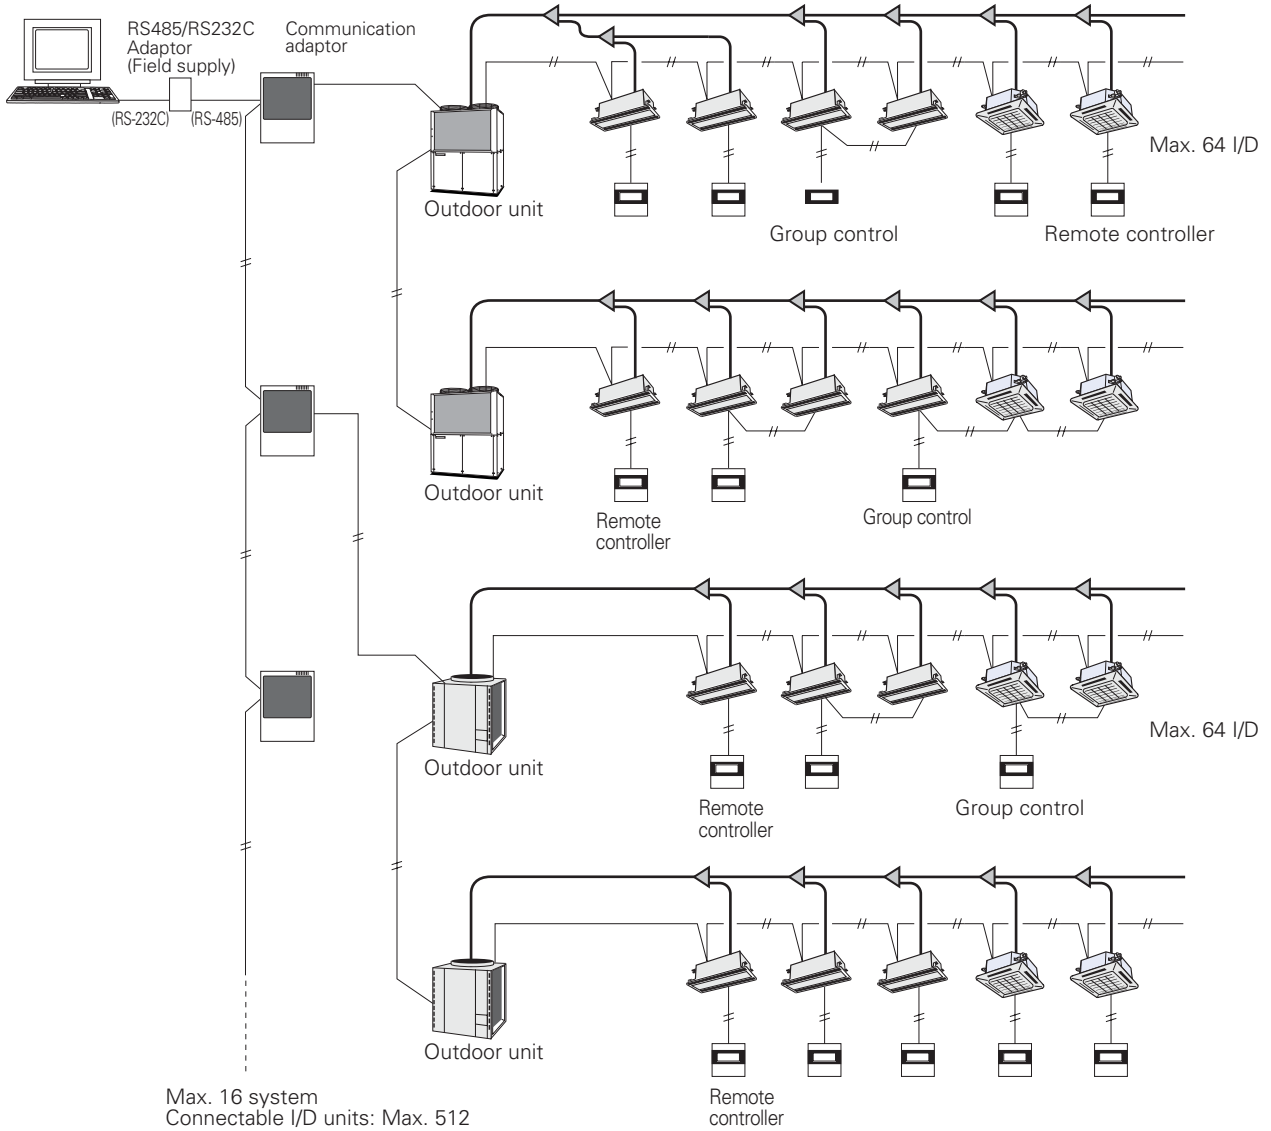 RS485/RS232C
Adaptor
(Field supply)
Communication
adaptor
(RS-232C)
(RS-485)
Max. 64 I/D
Outdoor unit
Group control
Remote controller
Outdoor unit
Remote
controller
Group control
Max. 64 I/D
Outdoor unit
Remote
controller
Group control
Outdoor unit
Max. 16 system
Connectable I/D units: Max. 512
Remote
controller